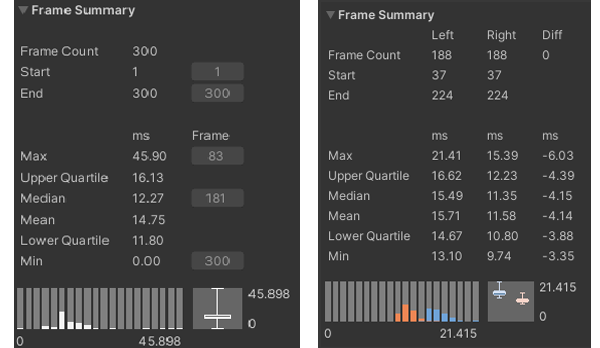 Frame Summary
Frame Count 300
Start 1 1
End 300 300
ms Frame
Max 45.90 83
Upper Quartile 16.13
Median 12.27 181
Mean 14.75
Lower Quartile 11.80
Min 0.00 300
45.898
0
0 45.898
Frame Summary
Left Right Diff
Frame Count 188 188 0
Start 37 37
End 224 224
ms ms ms
Max 21.41 15.39 -6.03
Upper Quartile 16.62 12.23 -4.39
Median 15.49 11.35 -4.15
Mean 15.71 11.58 -4.14
Lower Quartile 14.67 10.80 -3.88
Min 13.10 9.74 -3.35
21.415
0
0 21.415